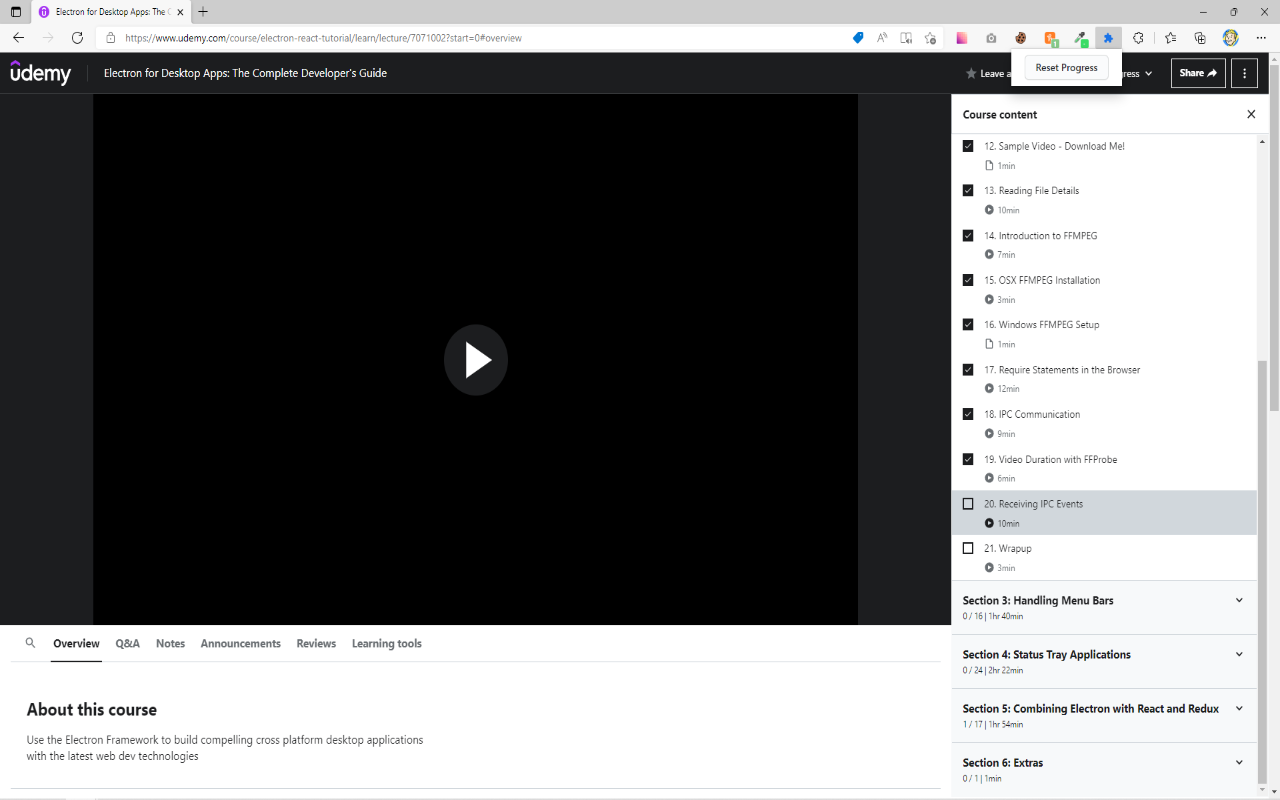 Electron for Desktop Apps: The C
https://www.udemy.com/course/electron-react-tutorial/learn/lecture/7071002?start=0#overview
1
Reset Progress
udemy
Electron for Desktop Apps: The Complete Developer's Guide
Leave a
gress
Share
Course content
12. Sample Video - Download Me!
1min
13. Reading File Details
10min
14. Introduction to FFMPEG
7min
15. OSX FFMPEG Installation
3min
16. Windows FFMPEG Setup
1min
17. Require Statements in the Browser
12min
18. IPC Communication
9min
19. Video Duration with FFProbe
6min
20. Receiving IPC Events
10min
21. Wrapup
3min
Section 3: Handling Menu Bars
0 / 16 | 1hr 40min
Section 4: Status Tray Applications
0 / 24 | 2hr 22min
Section 5: Combining Electron with React and Redux
1 / 17 | 1hr 54min
Section 6: Extras
0 / 1 | 1min
Overview
Q&A
Notes
Announcements
Reviews
Learning tools
About this course
Use the Electron Framework to build compelling cross platform desktop applications
with the latest web dev technologies